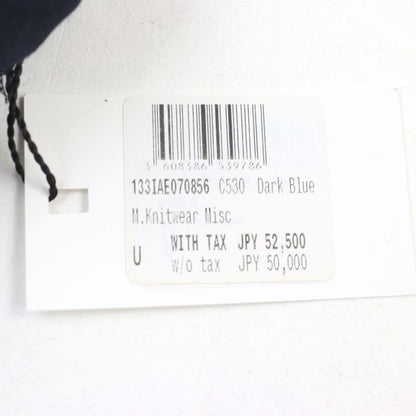 3 608386 539786
133IAE070856 C530 Dark Blue
M.Knitwear Misc
U WITH TAX JPY 52,500
w/o tax JPY 50,000